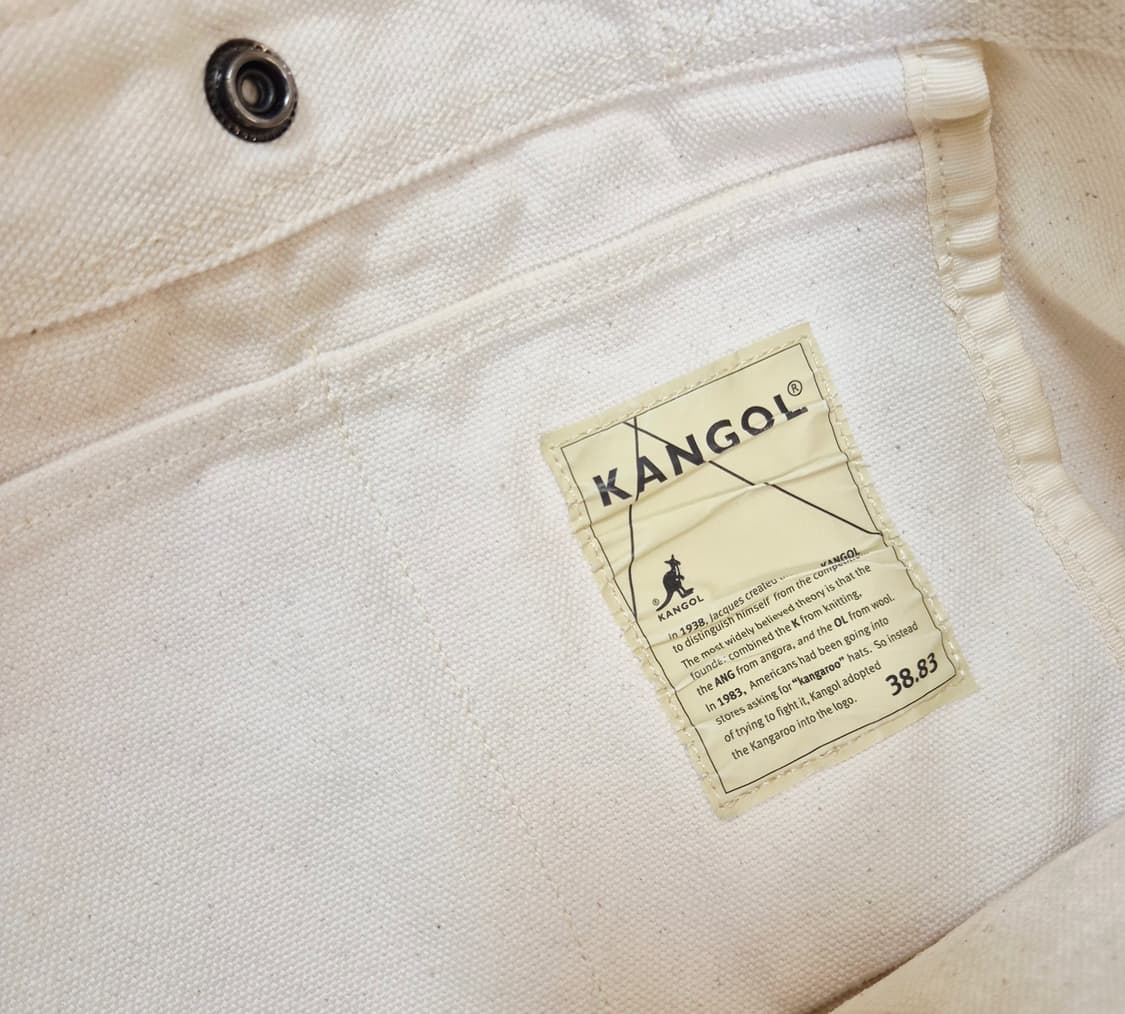 KANGOL®
® KANGOL
In 1938, Jacques created KANGOL
to distinguish himself from the
The most widely believed theory is that the
founder combined the K from knitting,
the ANG from angora, and the OL from wool.
In 1983, Americans had been going into
stores asking for “kangaroo” hats. So instead
of trying to fight it, Kangol adopted
the Kangaroo into the logo.
38.83